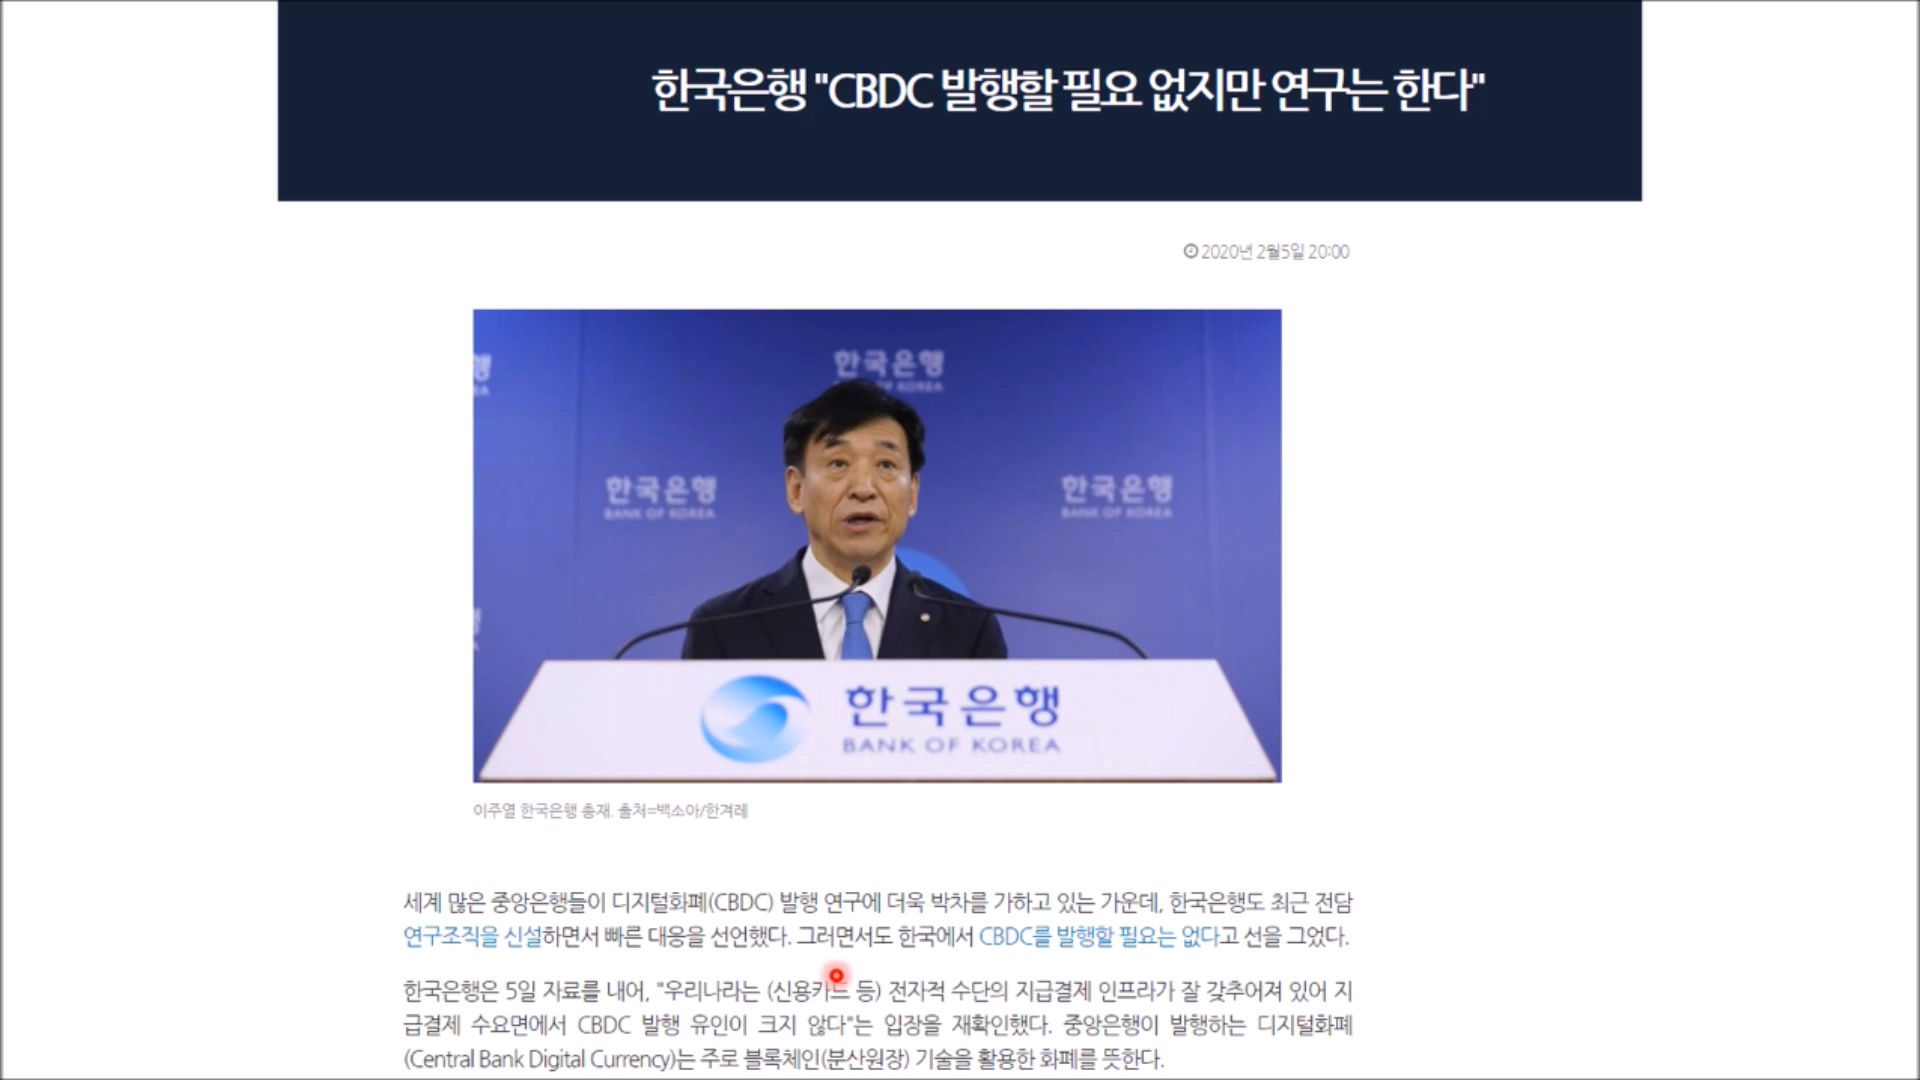 한국은행 "CBDC 발행할 필요 없지만 연구는 한다"
2020년 2월5일 20:00
한국은행
BANK OF KOREA
한국은행
BANK OF KOREA
한국은행
BANK OF KOREA
한국은행
BANK OF KOREA
이주열 한국은행 총재. 출처=백소아/한겨레
세계 많은 중앙은행들이 디지털화폐(CBDC) 발행 연구에 더욱 박차를 가하고 있는 가운데, 한국은행도 최근 전담
연구조직을 신설하면서 빠른 대응을 선언했다. 그러면서도 한국에서 CBDC를 발행할 필요는 없다고 선을 그었다.
한국은행은 5일 자료를 내어, "우리나라는 (신용카드 등) 전자적 수단의 지급결제 인프라가 잘 갖추어져 있어 지
급결제 수요면에서 CBDC 발행 유인이 크지 않다"는 입장을 재확인했다. 중앙은행이 발행하는 디지털화폐
(Central Bank Digital Currency)는 주로 블록체인(분산원장) 기술을 활용한 화폐를 뜻한다.